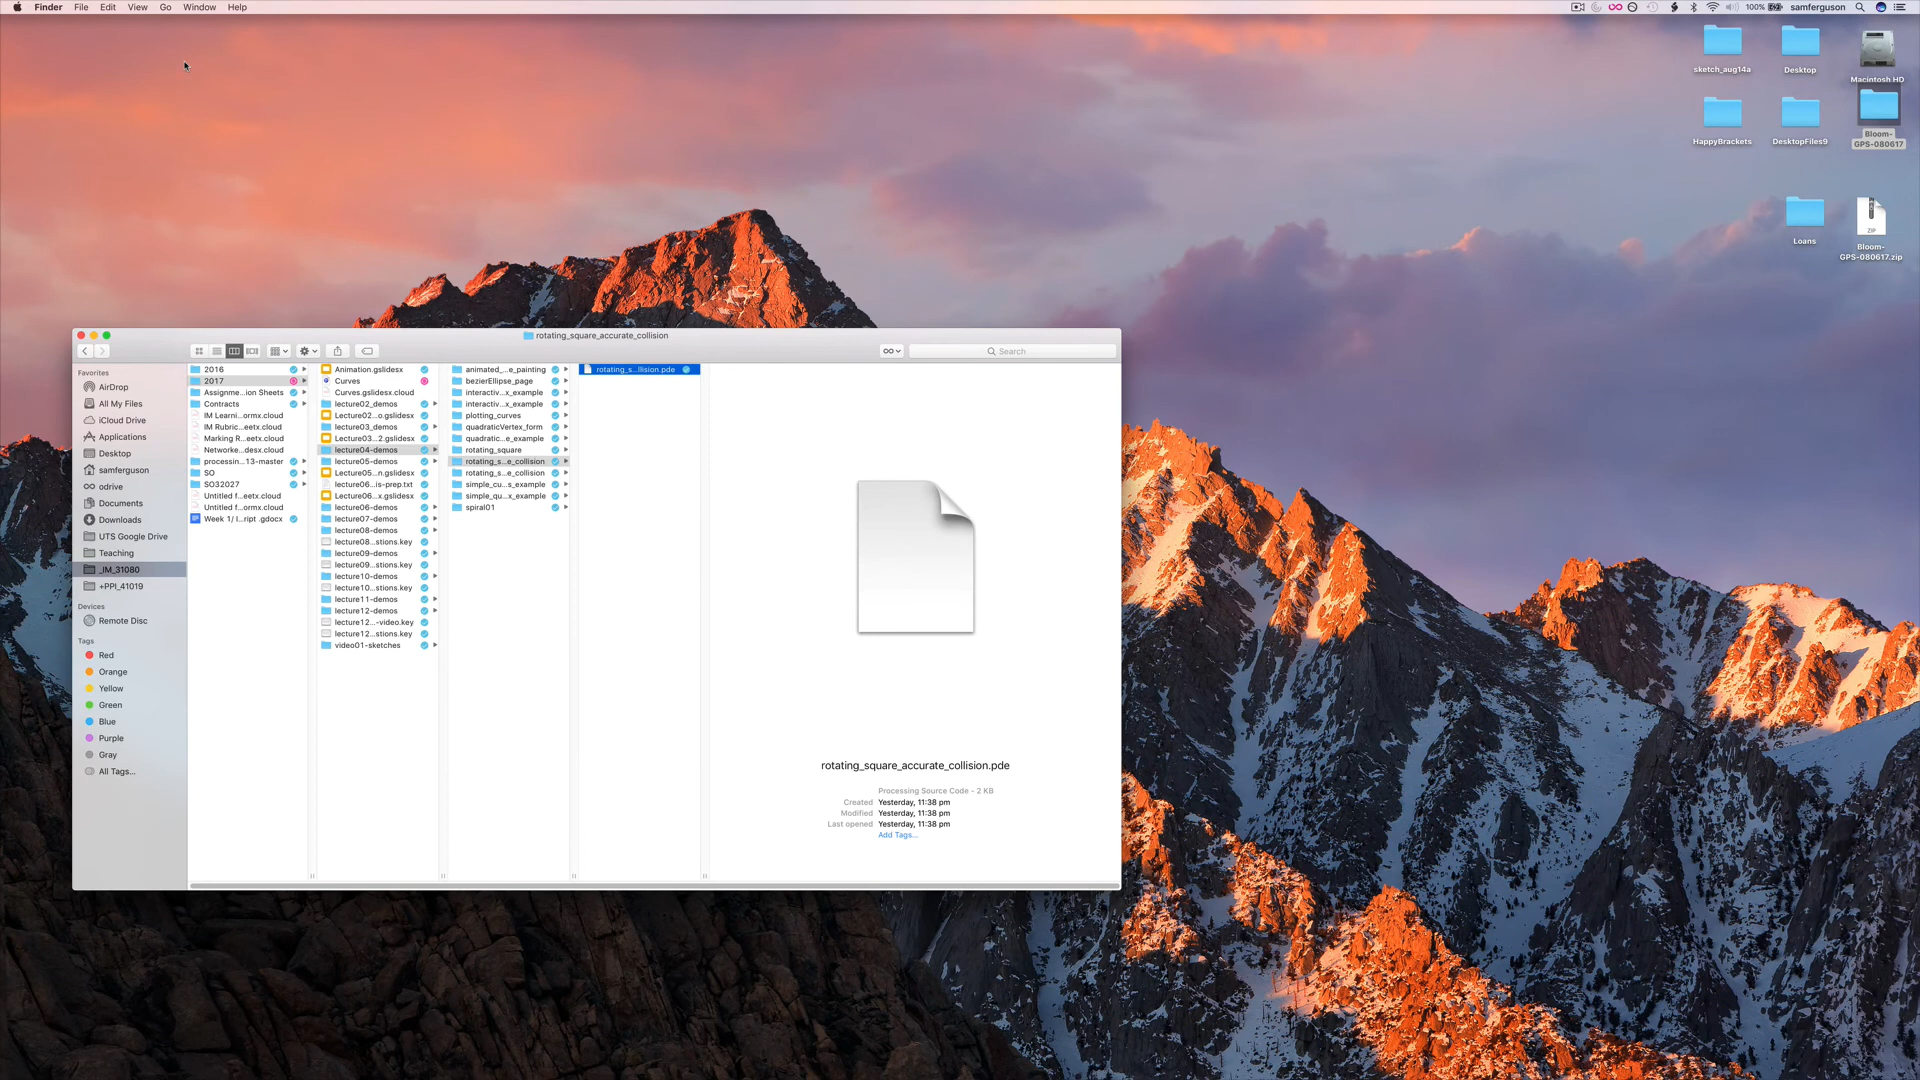 Finder File Edit View Go Window Help
100% samferguson
sketch_aug14a
Desktop
Macintosh HD
HappyBrackets
DesktopFiles9
Bloom-
GPS-080617
Loans
ZIP
Bloom-
GPS-080617.zip
rotating_square_accurate_collision
Search
Favorites
AirDrop
All My Files
iCloud Drive
Applications
Desktop
samferguson
odrive
Documents
Downloads
UTS Google Drive
Teaching
_IM_31080
+PPI_41019
Devices
Remote Disc
Tags
Red
Orange
Yellow
Green
Blue
Purple
Gray
All Tags...
2016
2017
Assignme...ion Sheets
Contracts
IM Learni...ormx.cloud
IM Rubric...eetx.cloud
Marking R...eetx.cloud
Networke...desx.cloud
processin...13-master
SO
SO32027
Untitled f...eetx.cloud
Untitled f...ormx.cloud
Week 1/ l...ript .gdocx
Animation.gslidesx
Curves
Curves.gslidesx.cloud
lecture02_demos
Lecture02...o.gslidesx
lecture03_demos
Lecture03...2.gslidesx
lecture04-demos
lecture05-demos
Lecture05...n.gslidesx
lecture06...is-prep.txt
Lecture06...x.gslidesx
lecture06-demos
lecture07-demos
lecture08-demos
lecture08...stions.key
lecture09-demos
lecture09...stions.key
lecture10-demos
lecture10...stions.key
lecture11-demos
lecture12-demos
lecture12...-video.key
lecture12...stions.key
video01-sketches
animated_...e_painting
bezierEllipse_page
interactiv...x_example
interactiv...x_example
plotting_curves
quadraticVertex_form
quadratic...e_example
rotating_square
rotating_s...e_collision
rotating_s...e_collision
simple_cu...s_example
simple_qu...x_example
spiral01
rotating_s...llision.pde
rotating_square_accurate_collision.pde
Processing Source Code - 2 KB
Created Yesterday, 11:38 pm
Modified Yesterday, 11:38 pm
Last opened Yesterday, 11:38 pm
Add Tags...